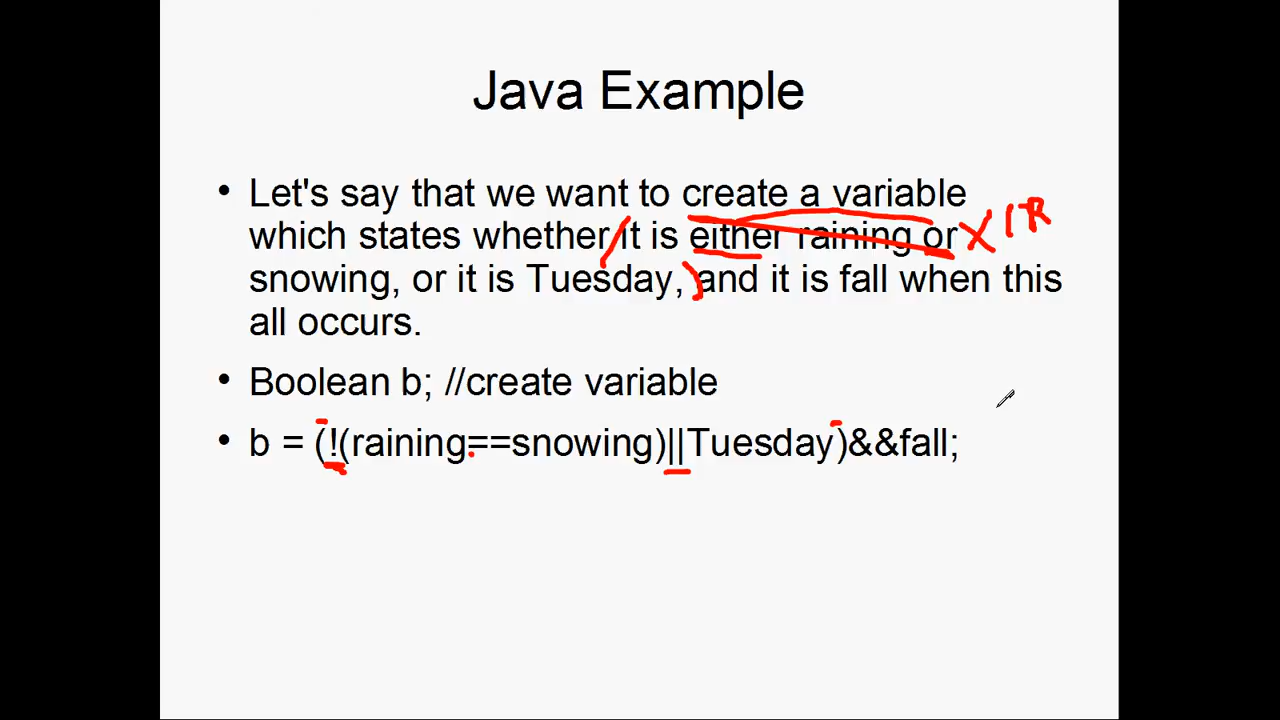 Java Example
• Let's say that we want to create a variable
which states whether it is either raining or
snowing, or it is Tuesday, and it is fall when this
all occurs.
• Boolean b; //create variable
• b = (!(raining==snowing)||Tuesday)&&fall;